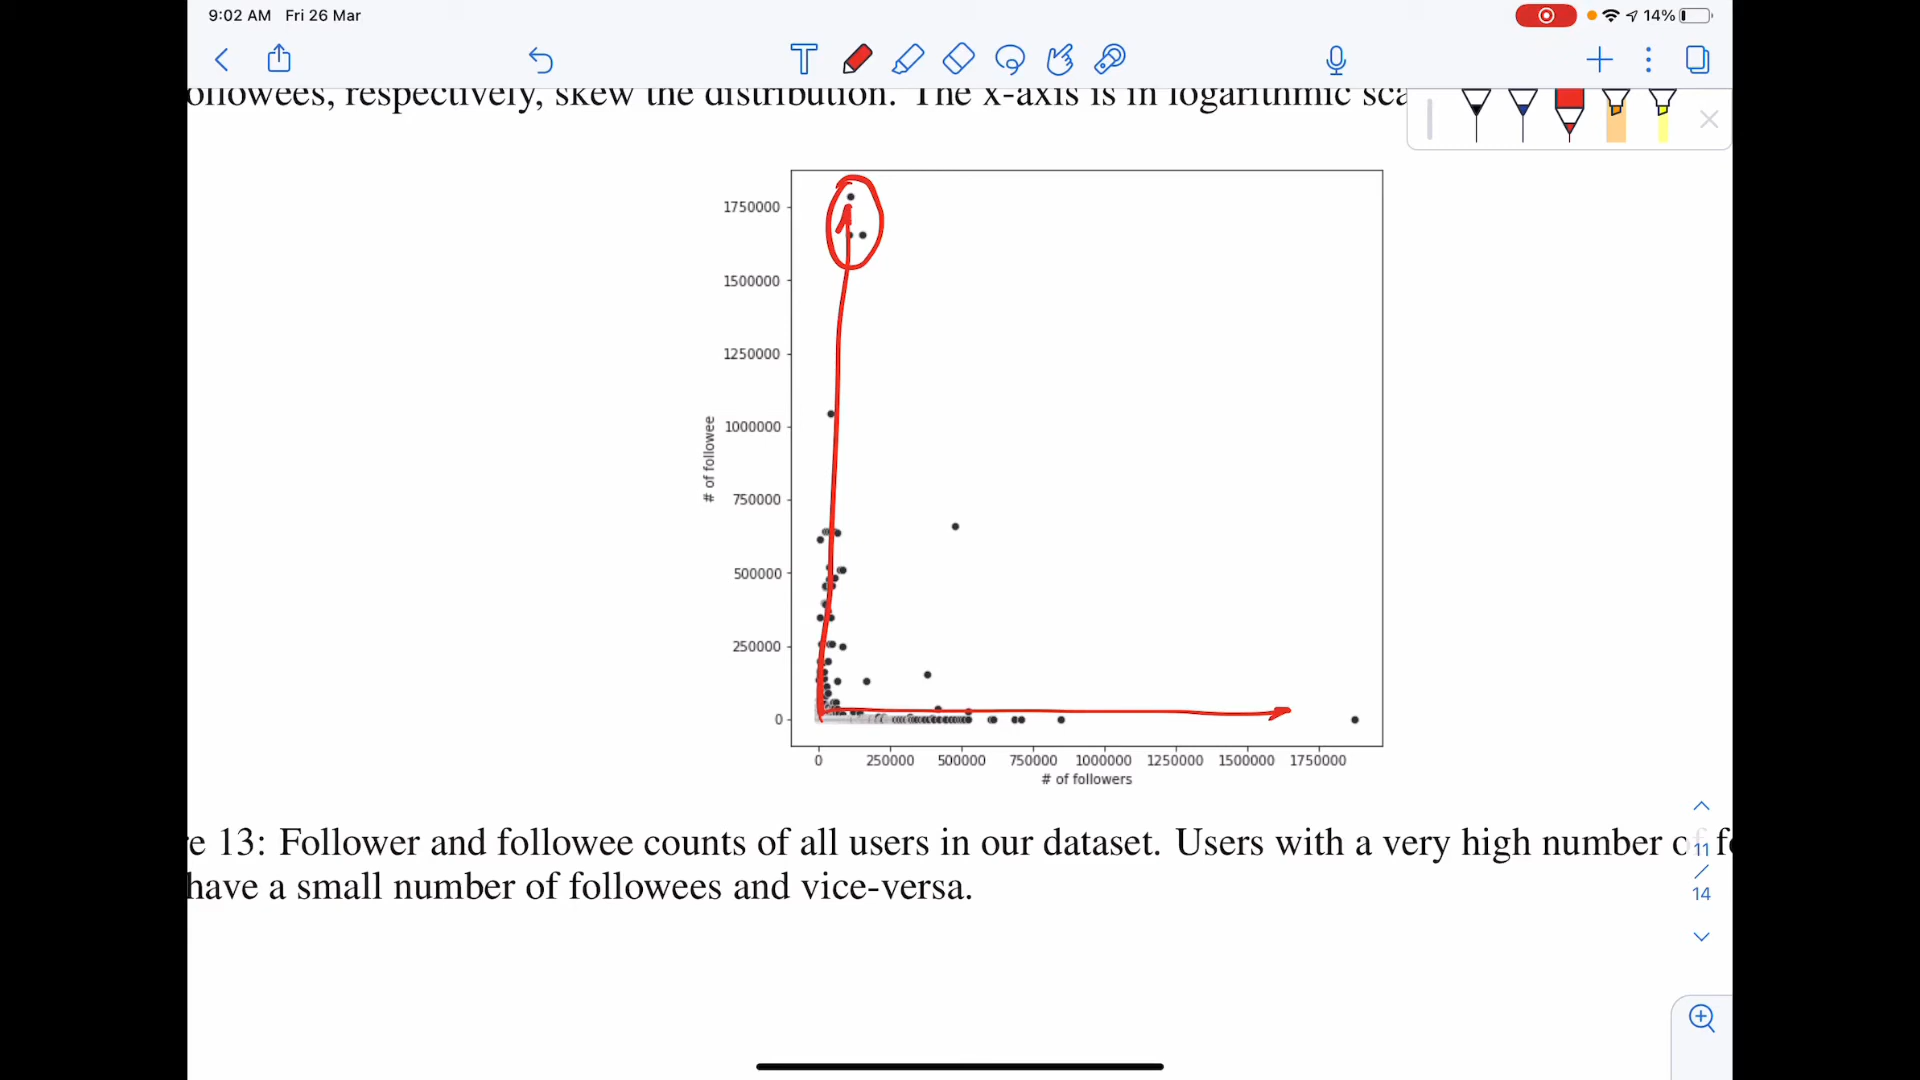 9:02 AM Fri 26 Mar
14%
ollowees, respectively, skew the distribution. The x-axis is in logarithmic sca
1750000
1500000
1250000
1000000
750000
500000
250000
0
# of followee
0 250000 500000 750000 1000000 1250000 1500000 1750000
# of followers
re 13: Follower and followee counts of all users in our dataset. Users with a very high number of fo
have a small number of followees and vice-versa.
11
/
14